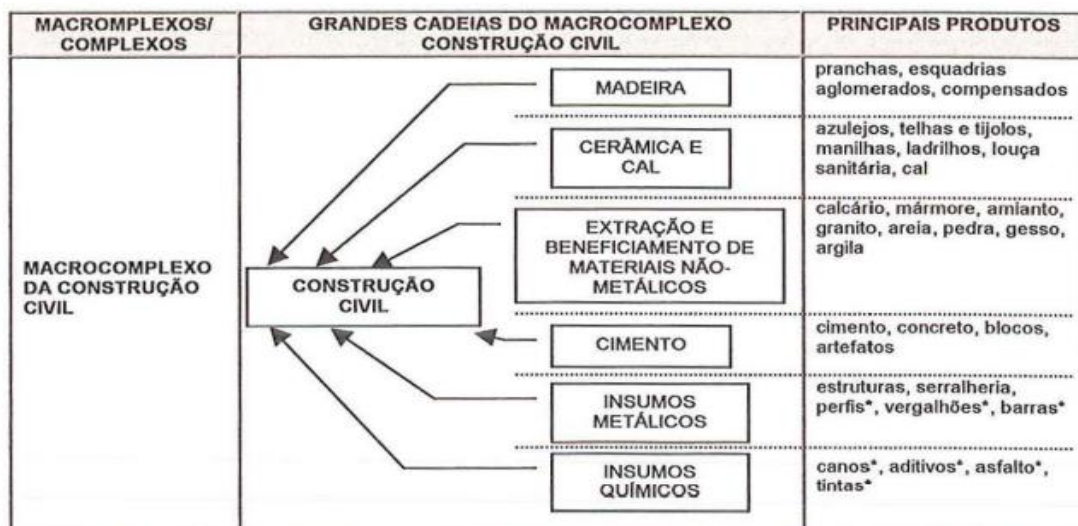 MACROMPLEXOS/
COMPLEXOS
GRANDES CADEIAS DO MACROCOMPLEXO
CONSTRUÇÃO CIVIL
PRINCIPAIS PRODUTOS
MACROCOMPLEXO
DA CONSTRUÇÃO
CIVIL
CONSTRUÇÃO
CIVIL
MADEIRA
pranchas, esquadrias
aglomerados, compensados
CERÂMICA E
CAL
azulejos, telhas e tijolos,
manilhas, ladrilhos, louça
sanitária, cal
EXTRAÇÃO E
BENEFICIAMENTO DE
MATERIAIS NÃO-
METÁLICOS
calcário, mármore, amianto,
granito, areia, pedra, gesso,
argila
CIMENTO
cimento, concreto, blocos,
artefatos
INSUMOS
METÁLICOS
estruturas, serralheria,
perfis*, vergalhões*, barras*
INSUMOS
QUÍMICOS
canos*, aditivos*, asfalto*,
tintas*